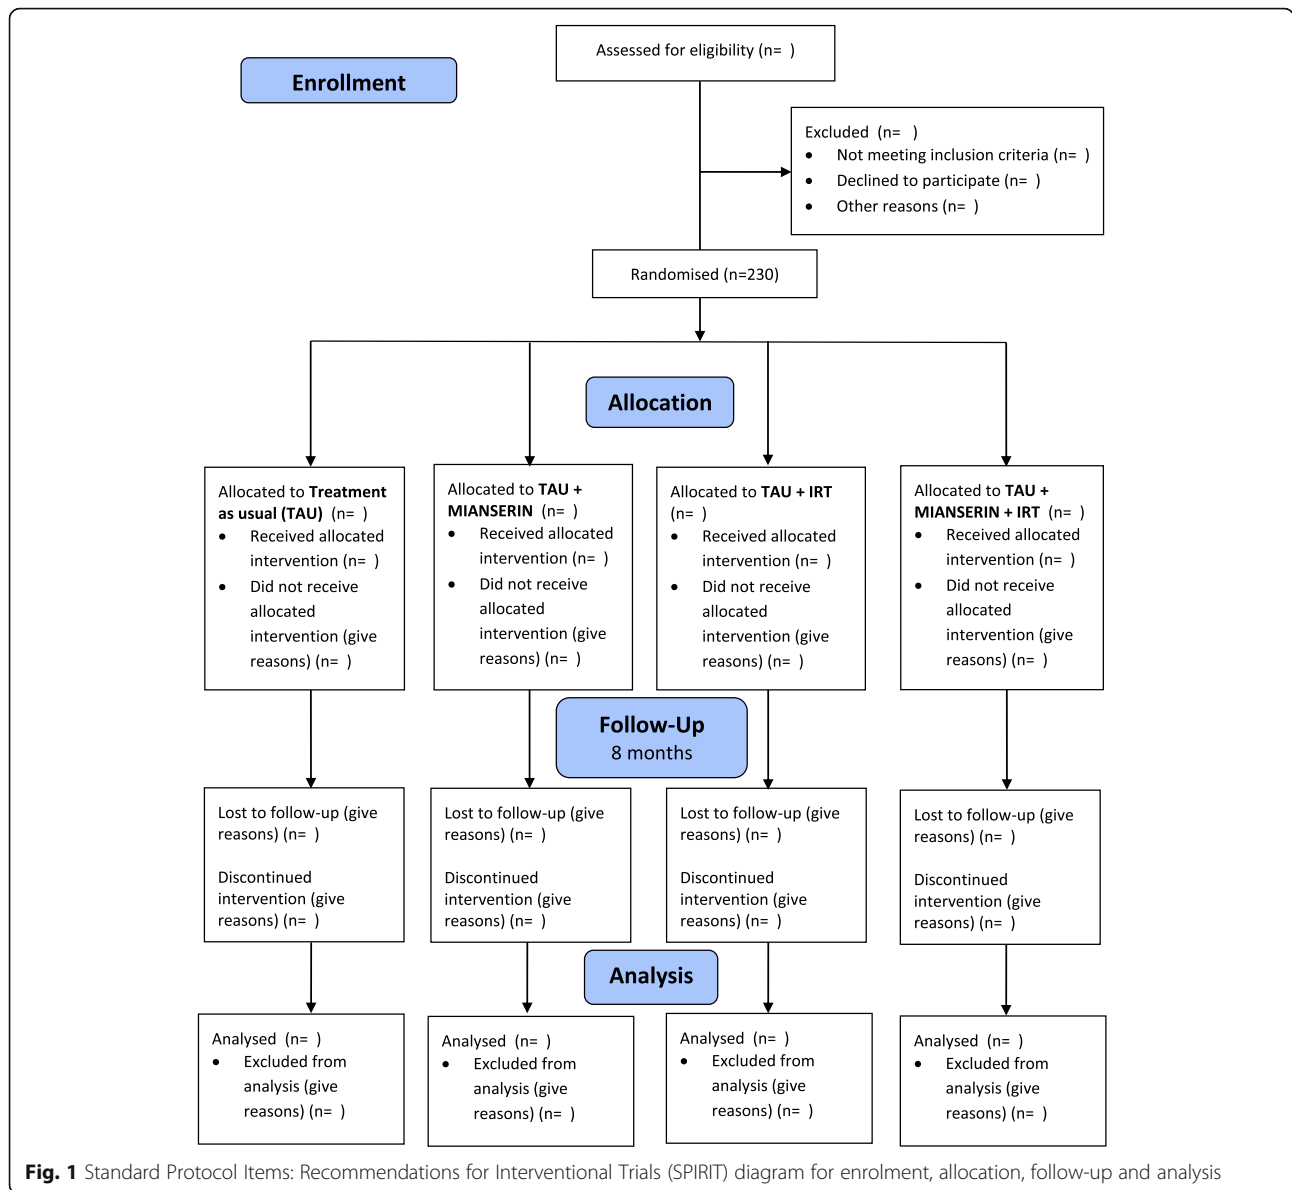 Assessed for eligibility (n=  )
Enrollment
Excluded  (n=   )
• Not meeting inclusion criteria (n=  )
• Declined to participate (n=  )
• Other reasons (n=  )
Randomised (n=230)
Allocation
Allocated to Treatment
as usual (TAU)  (n=  )
• Received allocated
intervention (n=  )
• Did not receive
allocated
intervention (give
reasons) (n=  )
Allocated to TAU +
MIANSERIN  (n=  )
• Received allocated
intervention (n=  )
• Did not receive
allocated
intervention (give
reasons) (n=  )
Allocated to TAU + IRT
(n=  )
• Received allocated
intervention (n=  )
• Did not receive
allocated
intervention (give
reasons) (n=  )
Allocated to TAU +
MIANSERIN + IRT  (n=  )
• Received allocated
intervention (n=  )
• Did not receive
allocated
intervention (give
reasons) (n=  )
Follow-Up
8 months
Lost to follow-up (give
reasons) (n=  )
Discontinued
intervention (give
reasons) (n=  )
Lost to follow-up (give
reasons) (n=  )
Discontinued
intervention (give
reasons) (n=  )
Lost to follow-up (give
reasons) (n=  )
Discontinued
intervention (give
reasons) (n=  )
Lost to follow-up (give
reasons) (n=  )
Discontinued
intervention (give
reasons) (n=  )
Analysis
Analysed  (n=  )
• Excluded from
analysis (give
reasons) (n=  )
Analysed  (n=  )
• Excluded from
analysis (give
reasons) (n=  )
Analysed  (n=  )
• Excluded from
analysis (give
reasons) (n=  )
Analysed  (n=  )
• Excluded from
analysis (give
reasons) (n=  )
Fig. 1 Standard Protocol Items: Recommendations for Interventional Trials (SPIRIT) diagram for enrolment, allocation, follow-up and analysis